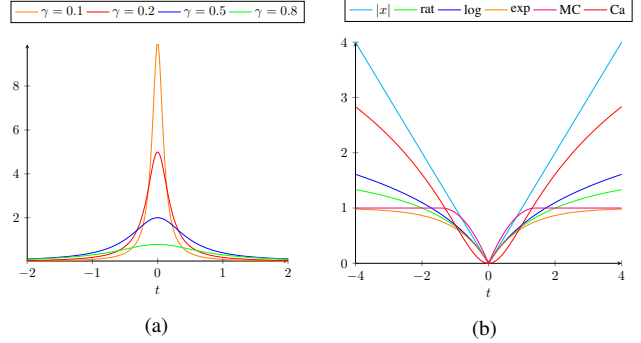 γ = 0.1 γ = 0.2 γ = 0.5 γ = 0.8
8
6
4
2
−2 −1 0 1 2
t
(a)
|x| rat log exp MC Ca
4
3
2
1
0
−4 −2 0 2 4
t
(b)